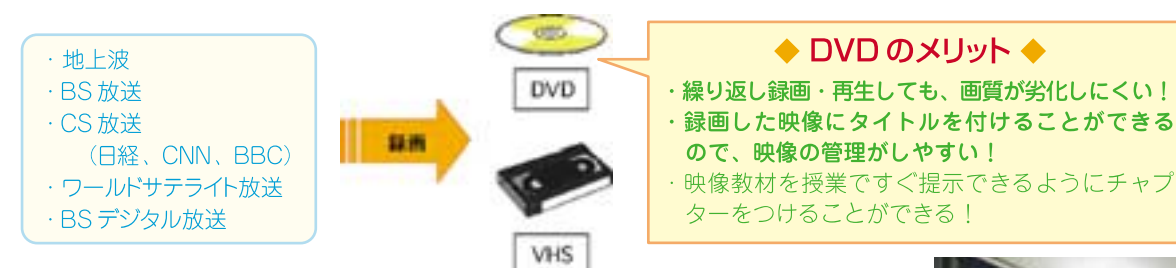 ・地上波
・BS 放送
・CS 放送
（日経、CNN、BBC）
・ワールドサテライト放送
・BS デジタル放送
録画
DVD
VHS
◆ DVD のメリット ◆
・繰り返し録画・再生しても、画質が劣化しにくい！
・録画した映像にタイトルを付けることができる
ので、映像の管理がしやすい！
・映像教材を授業ですぐ提示できるようにチャプ
ターをつけることができる！